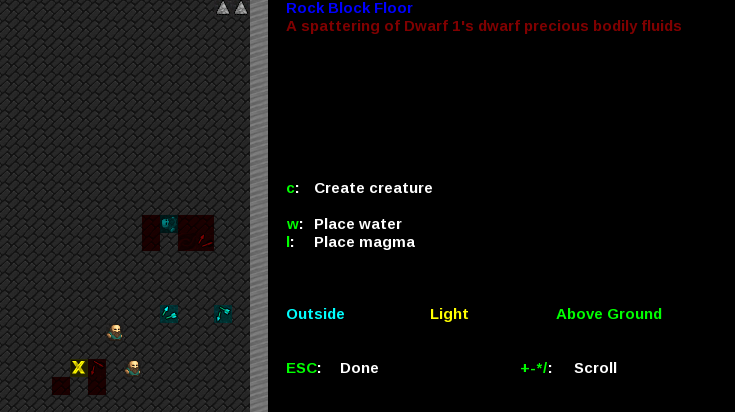 Rock Block Floor
A spattering of Dwarf 1's dwarf precious bodily fluids
c: Create creature
w: Place water
l: Place magma
Outside Light Above Ground
ESC: Done +-*/: Scroll
X